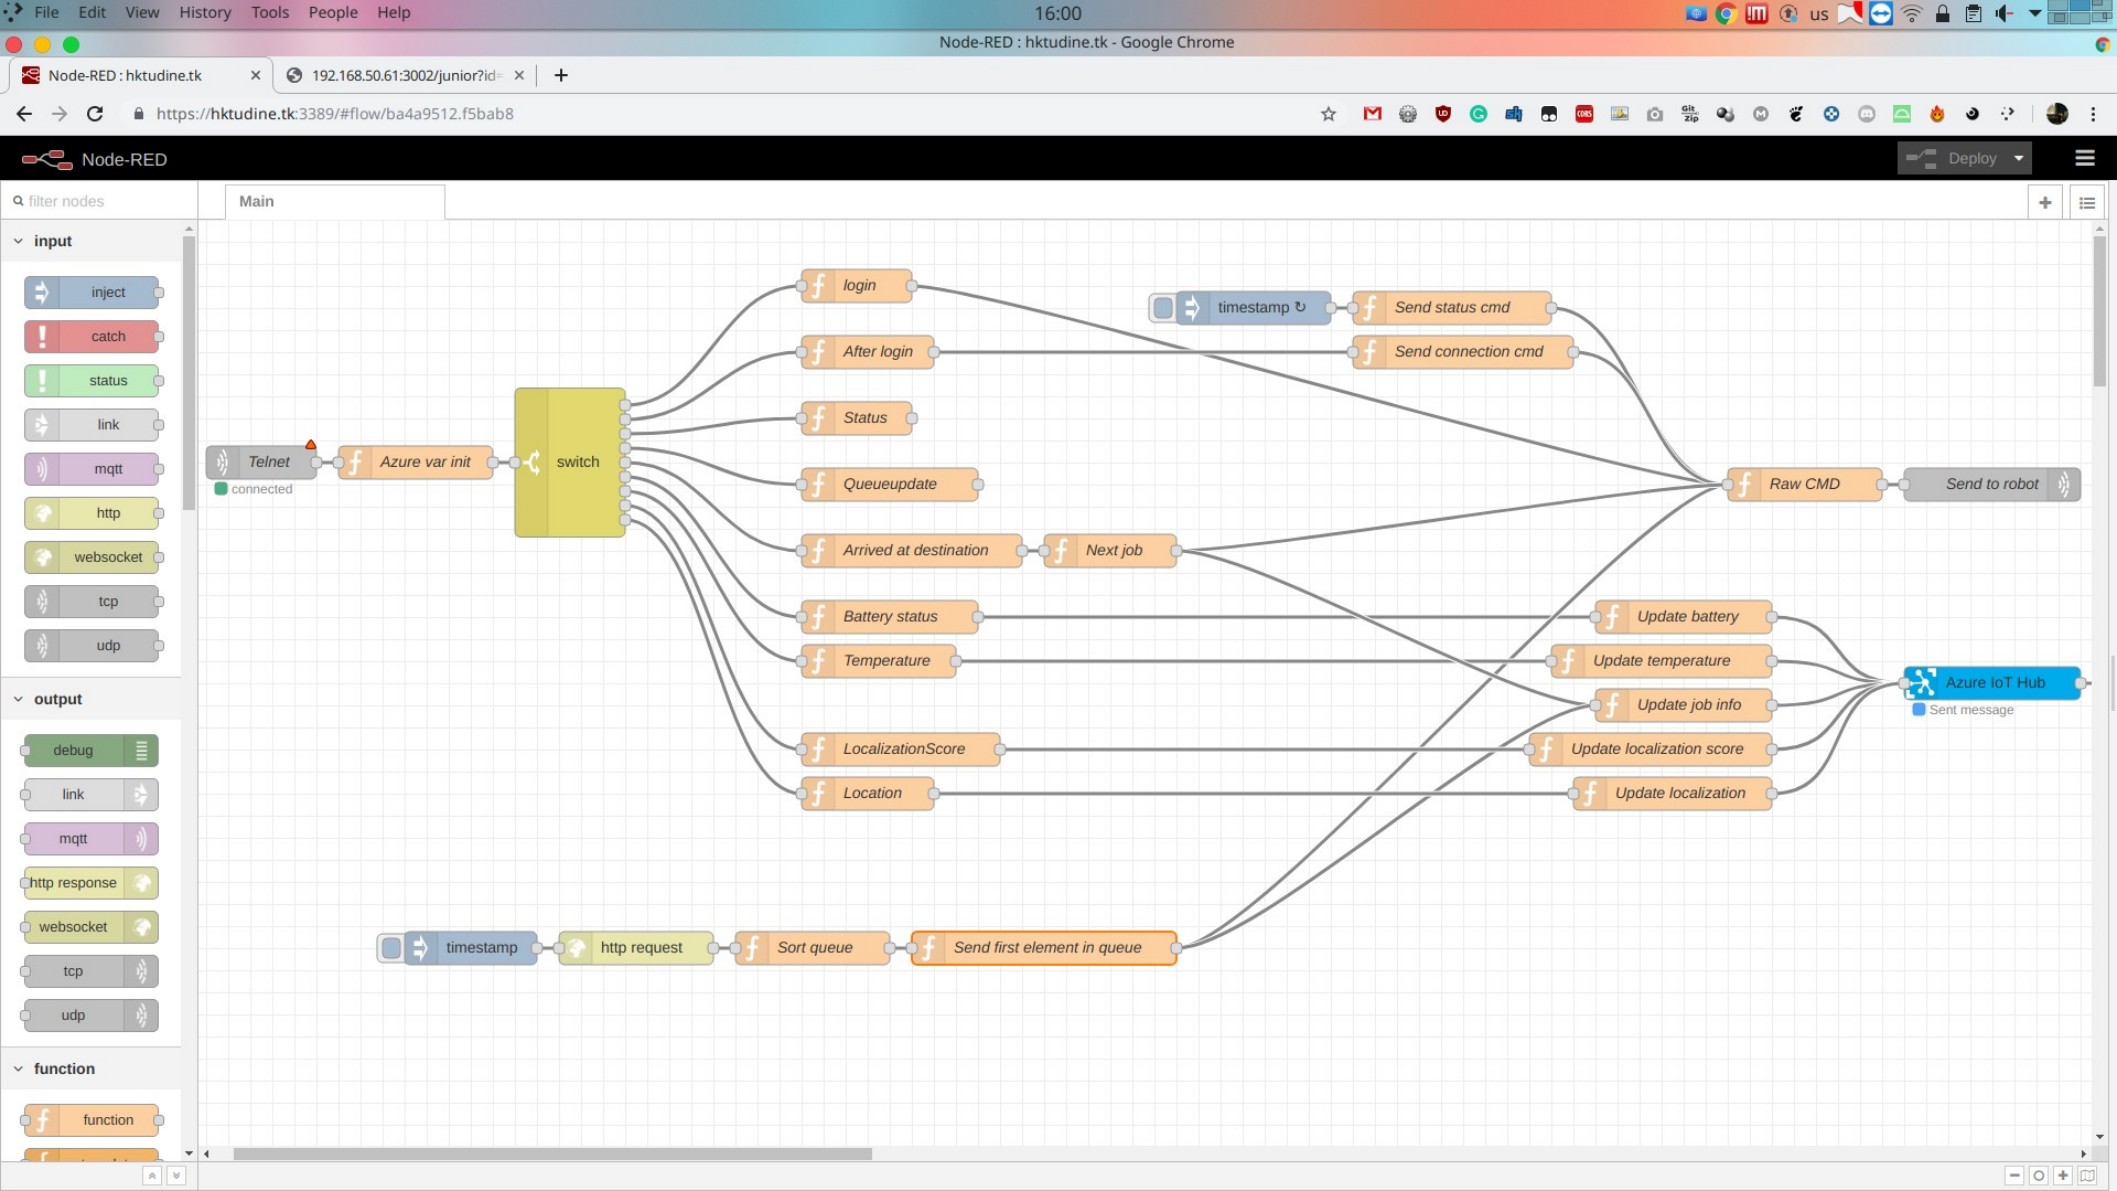 File Edit View History Tools People Help
16:00
us
Node-RED : hktudine.tk - Google Chrome
Node-RED : hktudine.tk
192.168.50.61:3002/junior?id=
https://hktudine.tk:3389/#flow/ba4a9512.f5bab8
Node-RED
Deploy
filter nodes
Main
input
inject
catch
status
link
mqtt
http
websocket
tcp
udp
output
debug
link
mqtt
http response
websocket
tcp
udp
function
function
login
timestamp ↻
Send status cmd
After login
Send connection cmd
Status
Telnet
connected
Azure var init
switch
Queueupdate
Raw CMD
Send to robot
Arrived at destination
Next job
Battery status
Update battery
Temperature
Update temperature
Azure IoT Hub
Sent message
Update job info
LocalizationScore
Update localization score
Location
Update localization
timestamp
http request
Sort queue
Send first element in queue